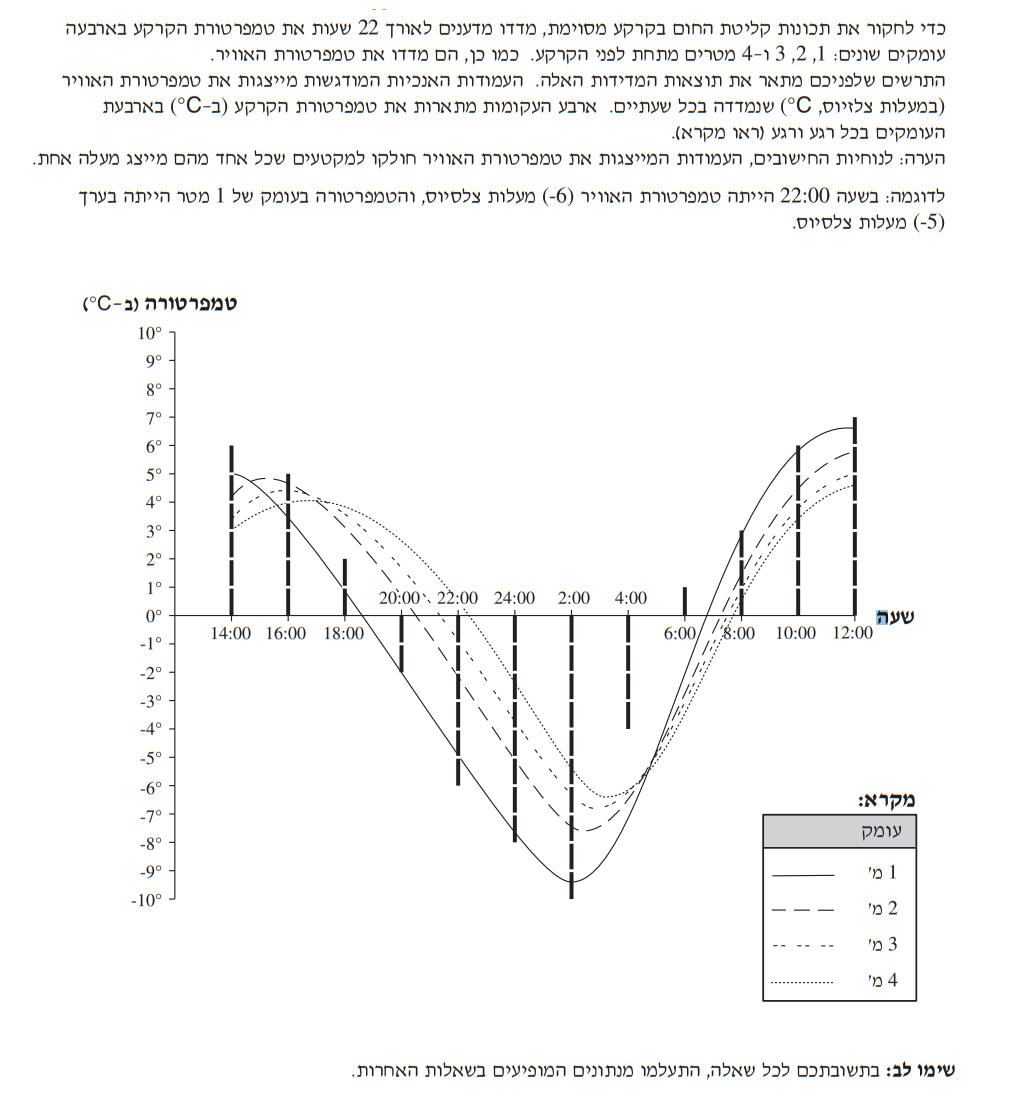 כדי לחקור את תכונות קליטת החום בקרקע מסוימת, מדדו מדענים לאורך 22 שעות את טמפרטורת הקרקע בארבעה
עומקים שונים: 1, 2, 3 ו-4 מטרים מתחת לפני הקרקע. כמו כן, הם מדדו את טמפרטורת האוויר.
התרשים שלפניכם מתאר את תוצאות המדידות האלה. העמודות האנכיות המודגשות מייצגות את טמפרטורת האוויר
(במעלות צלזיוס, °C) שנמדדה בכל שעתיים. ארבע העקומות מתארות את טמפרטורת הקרקע (ב-°C) בארבעת
העומקים בכל רגע ורגע (ראו מקרא).
הערה: לנוחיות החישובים, העמודות המייצגות את טמפרטורת האוויר חולקו למקטעים שכל אחד מהם מייצג מעלה אחת.
לדוגמה: בשעה 22:00 הייתה טמפרטורת האוויר (6-) מעלות צלסיוס, והטמפרטורה בעומק של 1 מטר הייתה בערך
(5-) מעלות צלסיוס.
טמפרטורה (ב-°C)
10°
9°
8°
7°
6°
5°
4°
3°
2°
1°
0°
-1°
-2°
-3°
-4°
-5°
-6°
-7°
-8°
-9°
-10°
20:00 22:00 24:00 2:00 4:00
שעה
14:00 16:00 18:00 6:00 8:00 10:00 12:00
מקרא:
עומק
1 מ'
2 מ'
3 מ'
4 מ'
שימו לב: בתשובתכם לכל שאלה, התעלמו מנתונים המופיעים בשאלות האחרות.